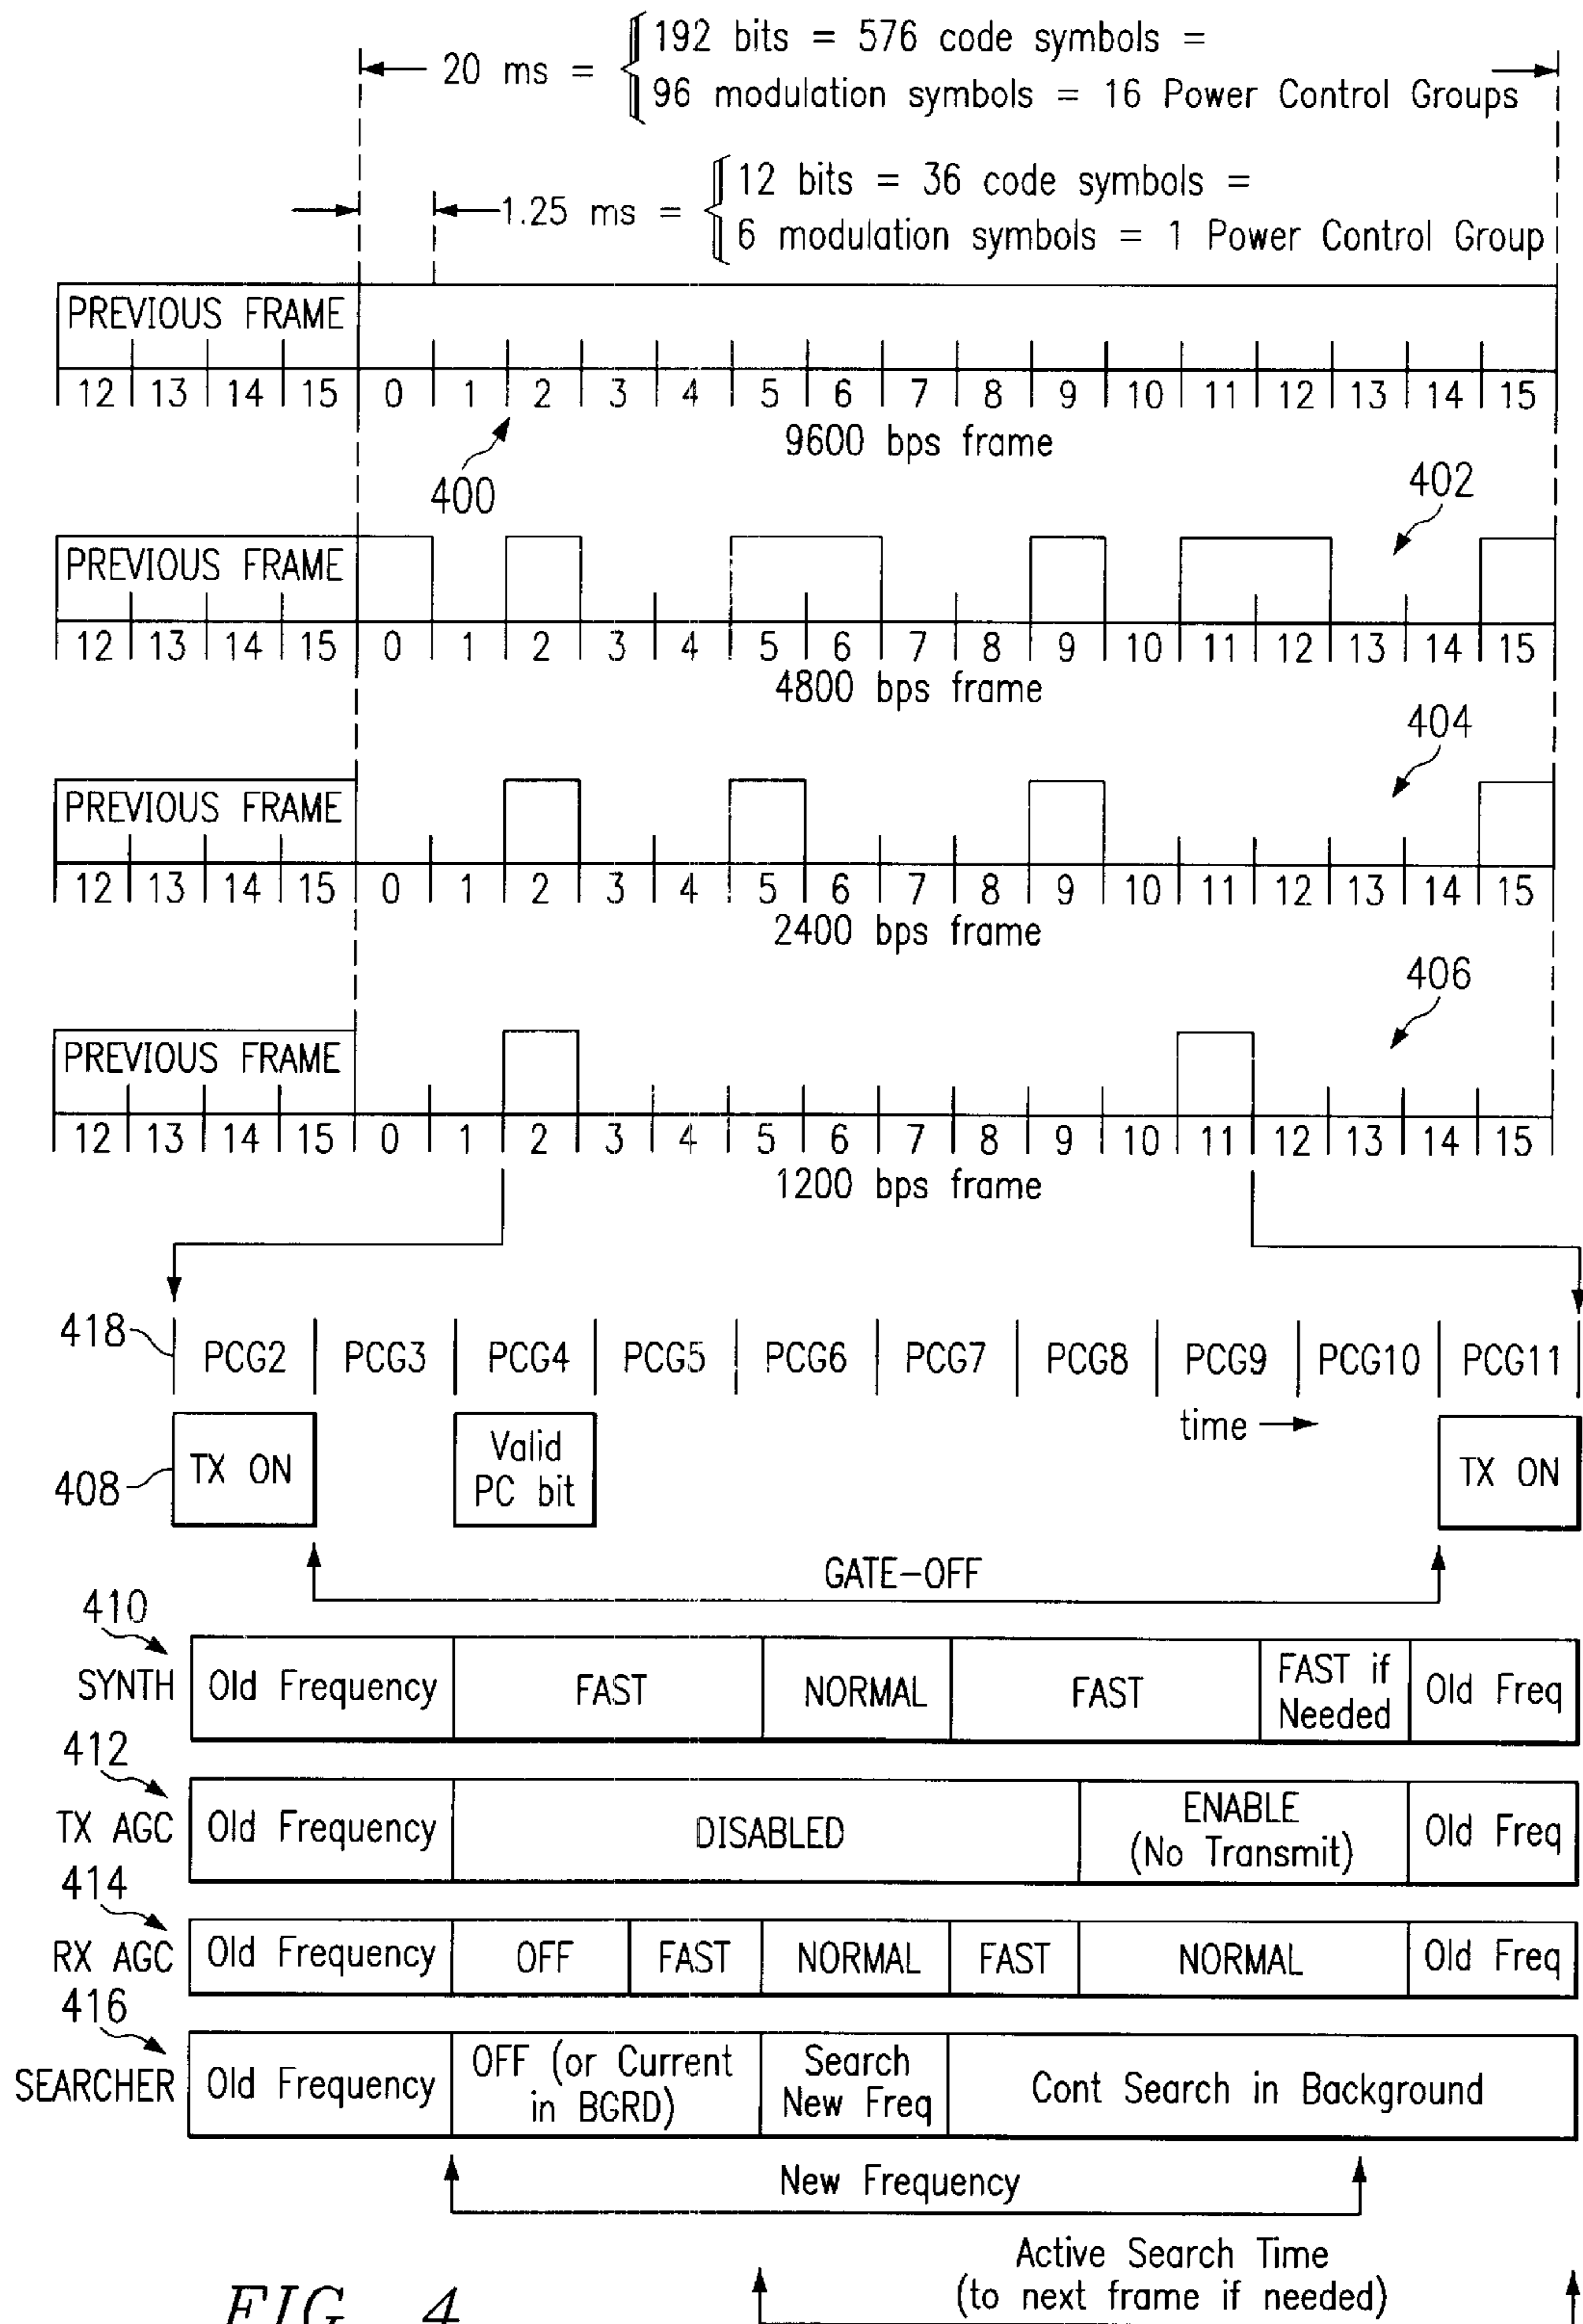 20 ms = { 192 bits = 576 code symbols =
96 modulation symbols = 16 Power Control Groups
1.25 ms = { 12 bits = 36 code symbols =
6 modulation symbols = 1 Power Control Group
PREVIOUS FRAME
12 13 14 15 0 1 2 3 4 5 6 7 8 9 10 11 12 13 14 15
9600 bps frame
400
402
PREVIOUS FRAME
12 13 14 15 0 1 2 3 4 5 6 7 8 9 10 11 12 13 14 15
4800 bps frame
404
PREVIOUS FRAME
12 13 14 15 0 1 2 3 4 5 6 7 8 9 10 11 12 13 14 15
2400 bps frame
406
PREVIOUS FRAME
12 13 14 15 0 1 2 3 4 5 6 7 8 9 10 11 12 13 14 15
1200 bps frame
418 PCG2 PCG3 PCG4 PCG5 PCG6 PCG7 PCG8 PCG9 PCG10 PCG11
time
408 TX ON
Valid
PC bit
TX ON
GATE-OFF
410
SYNTH Old Frequency FAST NORMAL FAST FAST if
Needed Old Freq
412
TX AGC Old Frequency DISABLED ENABLE
(No Transmit) Old Freq
414
RX AGC Old Frequency OFF FAST NORMAL FAST NORMAL Old Freq
416
SEARCHER Old Frequency OFF (or Current
in BGRD) Search
New Freq Cont Search in Background
New Frequency
Active Search Time
(to next frame if needed)
FIG. 4